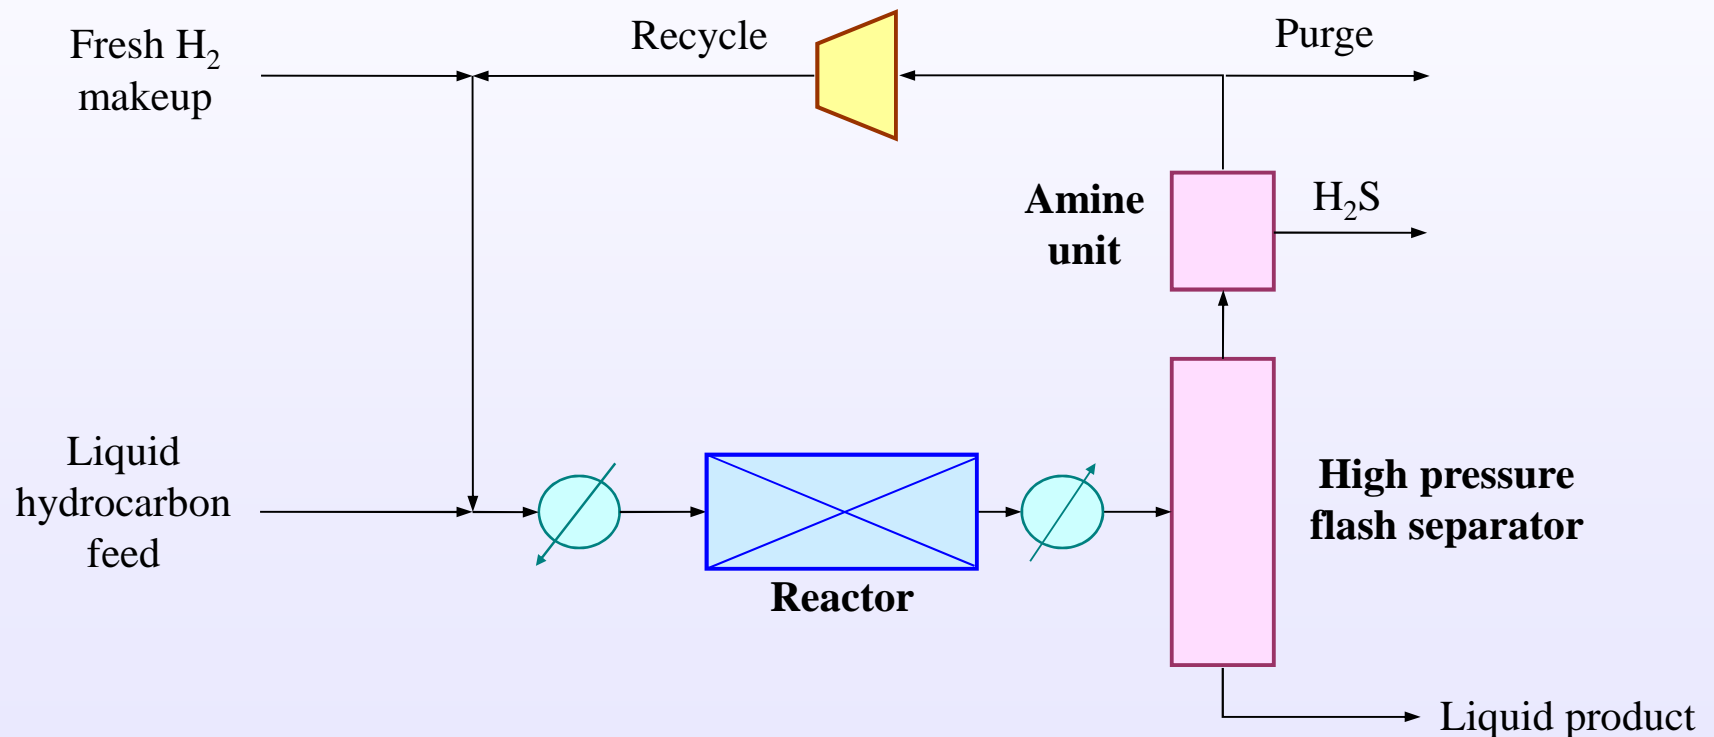 Fresh H₂
makeup
Recycle
Purge
Amine
unit
H₂S
Liquid
hydrocarbon
feed
Reactor
High pressure
flash separator
Liquid product